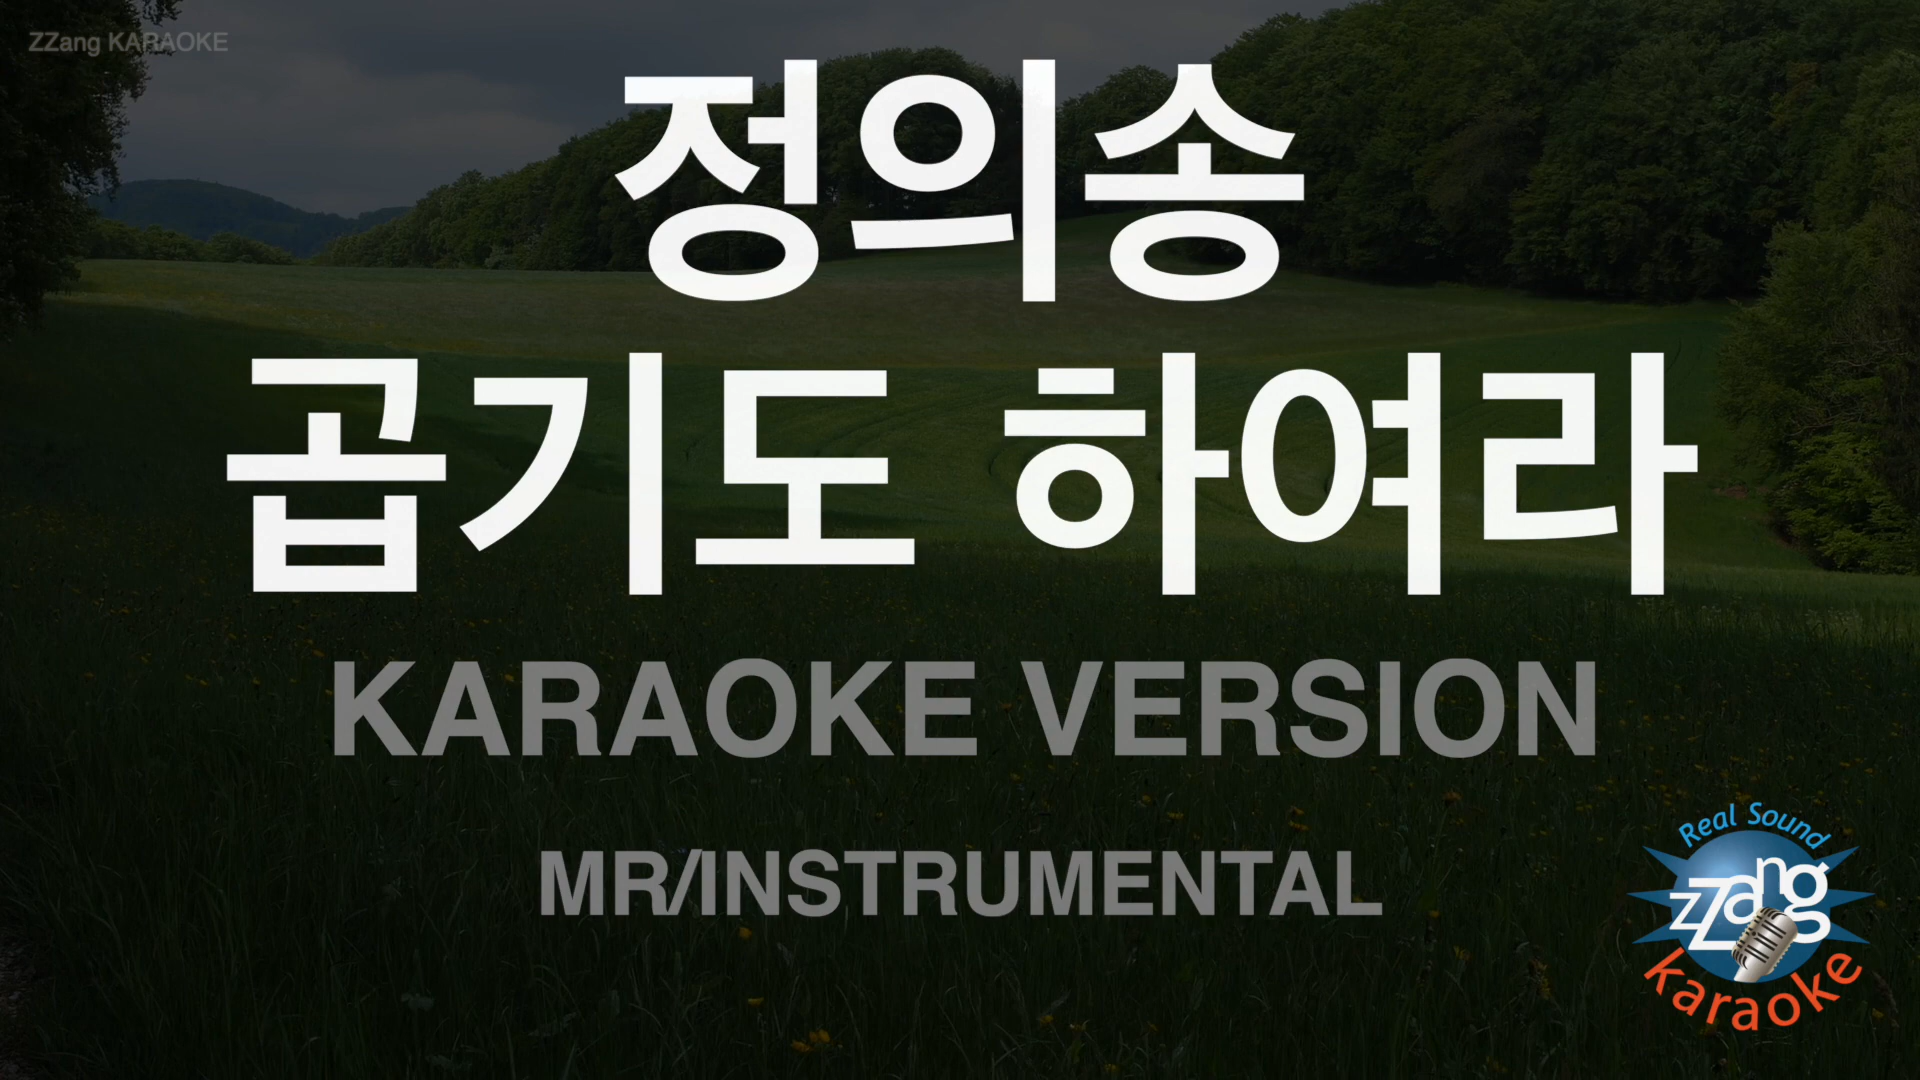 ZZang KARAOKE
정의송
곱기도 하여라
KARAOKE VERSION
MR/INSTRUMENTAL
Real Sound
zZang
karaoke